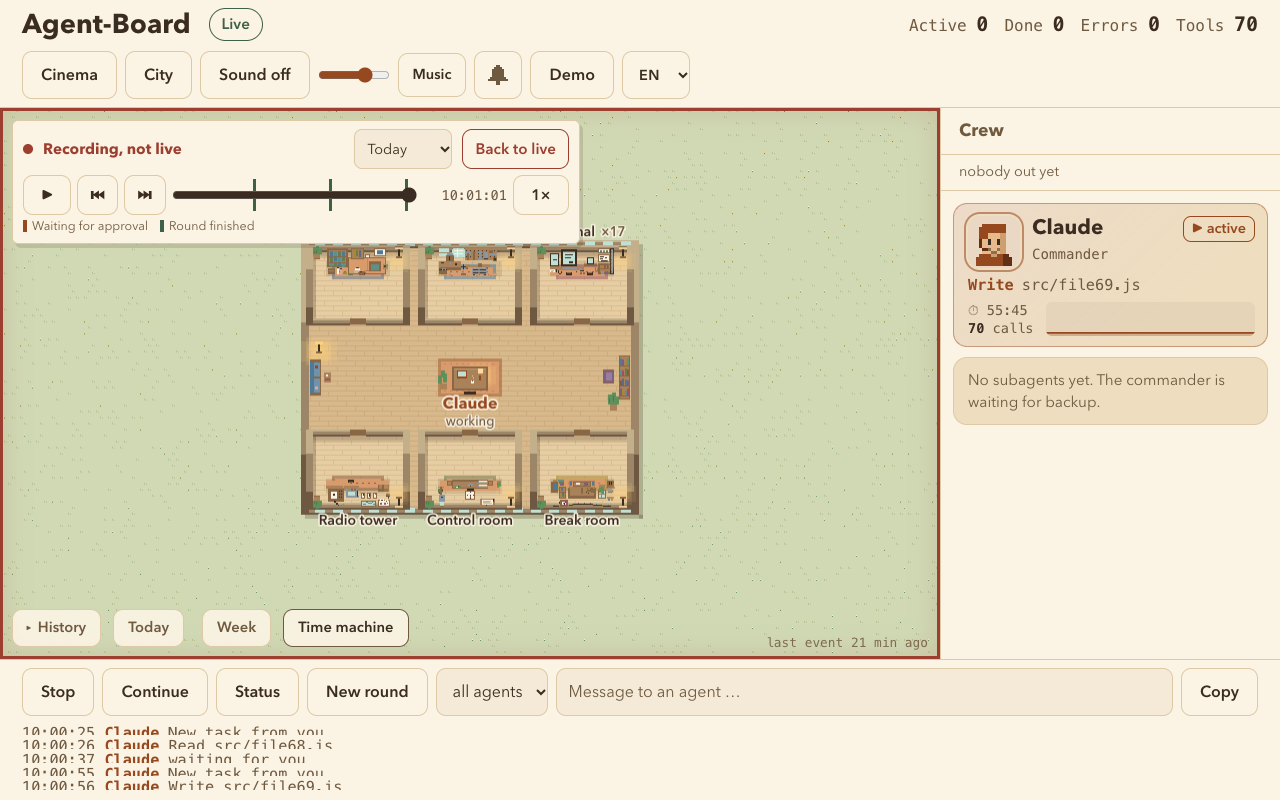 Agent-Board
Live
Active 0 Done 0 Errors 0 Tools 70
Cinema
City
Sound off
Music
Demo
EN
Recording, not live
Today
Back to live
10:01:01
1×
Waiting for approval
Round finished
×17
Claude
working
Radio tower
Control room
Break room
History
Today
Week
Time machine
last event 21 min ago
Crew
nobody out yet
Claude
active
Commander
Write src/file69.js
55:45
70 calls
No subagents yet. The commander is
waiting for backup.
Stop
Continue
Status
New round
all agents
Message to an agent …
Copy
10:00:25 Claude New task from you
10:00:26 Claude Read src/file68.js
10:00:37 Claude waiting for you
10:00:55 Claude New task from you
10:00:56 Claude Write src/file69.js